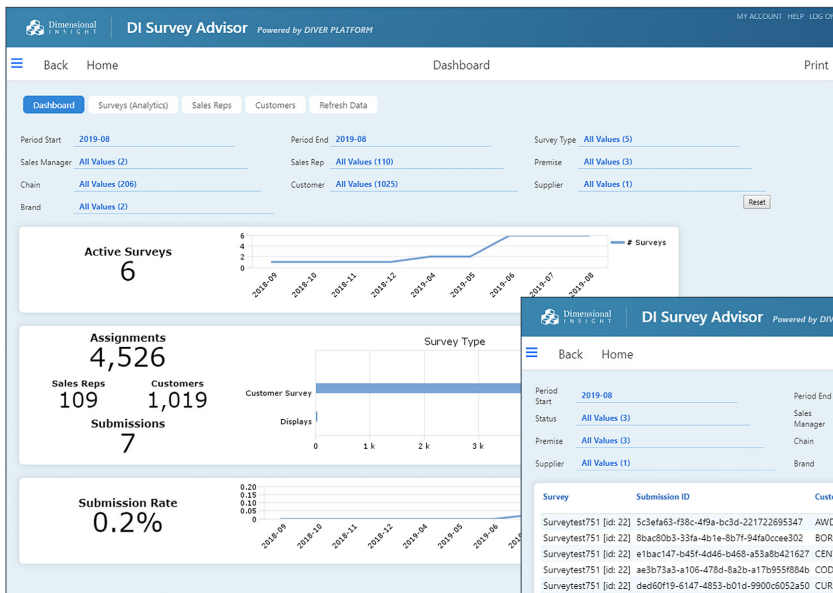 MY ACCOUNT HELP LOG
Dimensional
INSIGHT
DI Survey Advisor Powered by DIVER PLATFORM
Back Home Dashboard Print
Dashboard Surveys (Analytics) Sales Reps Customers Refresh Data
Period Start 2019-08 Period End 2019-08 Survey Type All Values (5)
Sales Manager All Values (2) Sales Rep All Values (110) Premise All Values (3)
Chain All Values (206) Customer All Values (1025) Supplier All Values (1)
Brand All Values (2) Reset
Active Surveys
6
6
4
2
0
# Surveys
2018-09 2018-10 2018-11 2018-12 2019-04 2019-05 2019-06 2019-07 2019-08
Assignments
4,526
Sales Reps Customers
109 1,019
Submissions
7
Survey Type
Customer Survey
Displays
0 1 k 2 k 3 k
Submission Rate
0.2%
0.20
0.15
0.10
0.05
0
2018-09 2018-10 2018-11 2018-12 2019-04 2019-05 2019-06
Dimensional
INSIGHT
DI Survey Advisor Powered by
Back Home
Period Start 2019-08 Period End
Status All Values (3) Sales Manager
Premise All Values (3) Chain
Supplier All Values (1) Brand
Survey Submission ID
Surveytest751 [id: 22] 5c3efa63-f38c-4f9a-bc3d-221722695347
Surveytest751 [id: 22] 8bac80b3-33fa-4b1e-8b7f-94fa0ccee302
Surveytest751 [id: 22] e1bac147-b45f-4d46-b468-a53a8b421627
Surveytest751 [id: 22] ae3b73a3-a106-478d-8a2b-a17b955f884b
Surveytest751 [id: 22] ded60f19-6147-4853-b01d-9900c6052a50